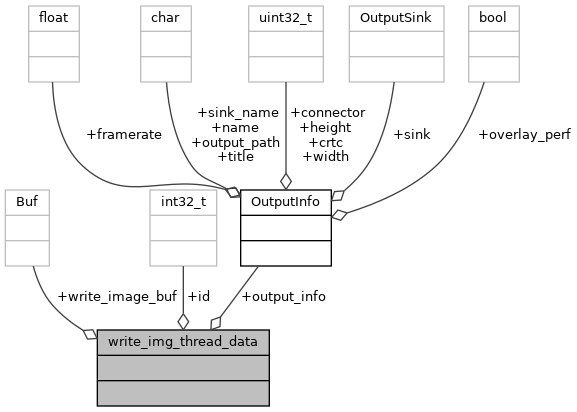 float
char
uint32_t
OutputSink
bool
+framerate
+sink_name
+name
+output_path
+title
+connector
+height
+crtc
+width
+sink
+overlay_perf
Buf
int32_t
OutputInfo
+write_image_buf
+id
+output_info
write_img_thread_data